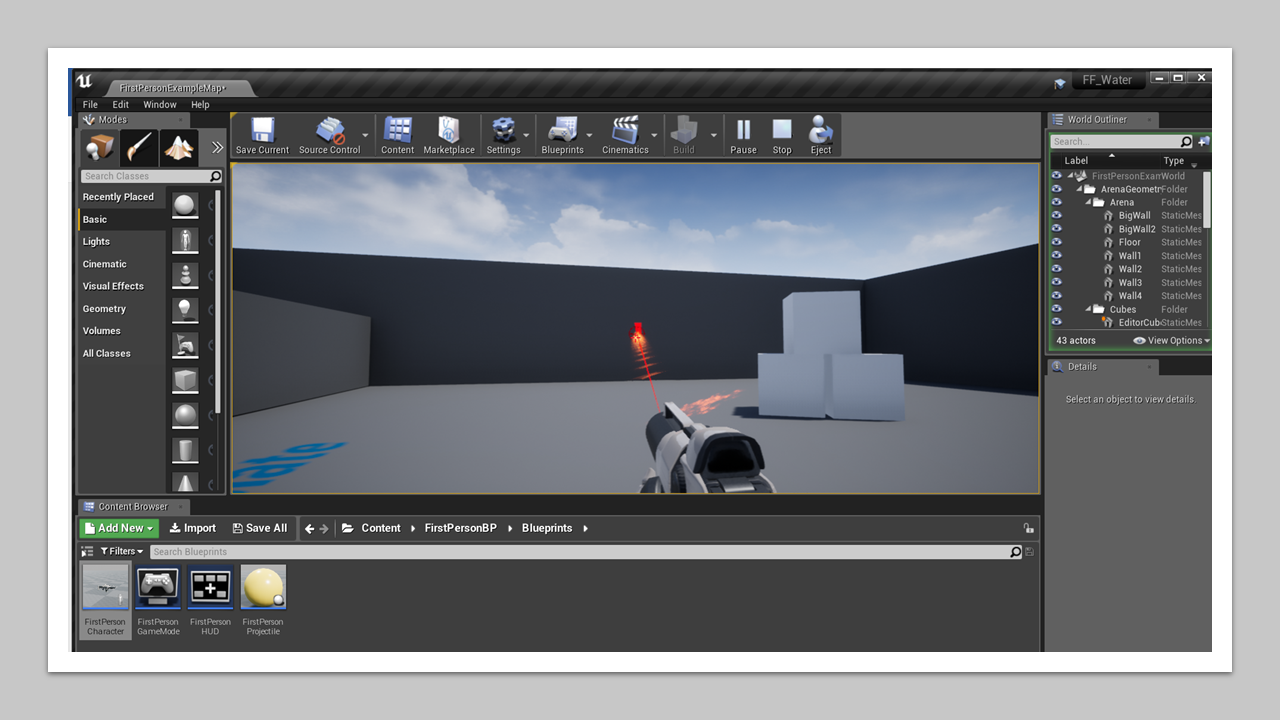 FirstPersonExampleMap•
FF_Water
File Edit Window Help
Modes
Search Classes
Recently Placed
Basic
Lights
Cinematic
Visual Effects
Geometry
Volumes
All Classes
Save Current
Source Control
Content
Marketplace
Settings
Blueprints
Cinematics
Build
Pause
Stop
Eject
World Outliner
Search...
Label Type
FirstPersonExam World
ArenaGeometr Folder
Arena Folder
BigWall StaticMes
BigWall2 StaticMes
Floor StaticMes
Wall1 StaticMes
Wall2 StaticMes
Wall3 StaticMes
Wall4 StaticMes
Cubes Folder
EditorCub StaticMes
43 actors View Options
Details
Select an object to view details.
Content Browser
Add New Import Save All Content FirstPersonBP Blueprints
Filters Search Blueprints
FirstPerson
Character
FirstPerson
GameMode
FirstPerson
HUD
FirstPerson
Projectile